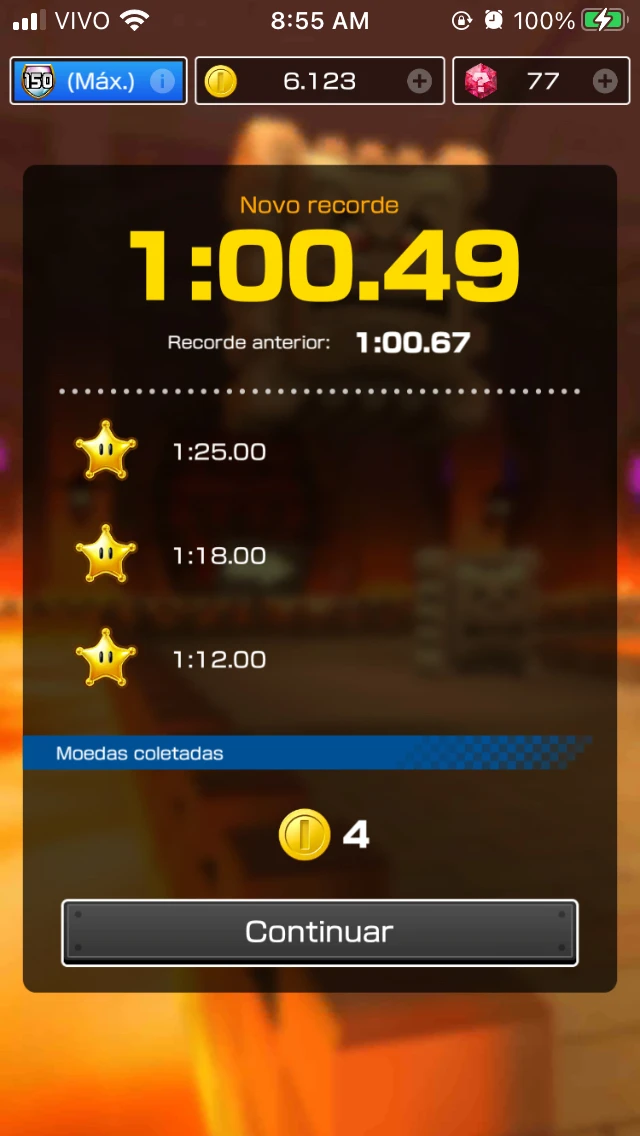 VIVO 8:55 AM 100%
150 (Máx.) i 6.123 77
Novo recorde
1:00.49
Recorde anterior: 1:00.67
1:25.00
1:18.00
1:12.00
Moedas coletadas
4
Continuar